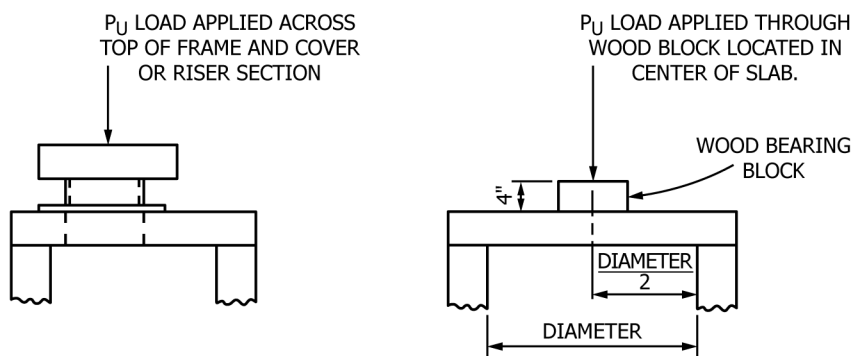 PU LOAD APPLIED ACROSS
TOP OF FRAME AND COVER
OR RISER SECTION
PU LOAD APPLIED THROUGH
WOOD BLOCK LOCATED IN
CENTER OF SLAB.
WOOD BEARING
BLOCK
4"
DIAMETER
2
DIAMETER